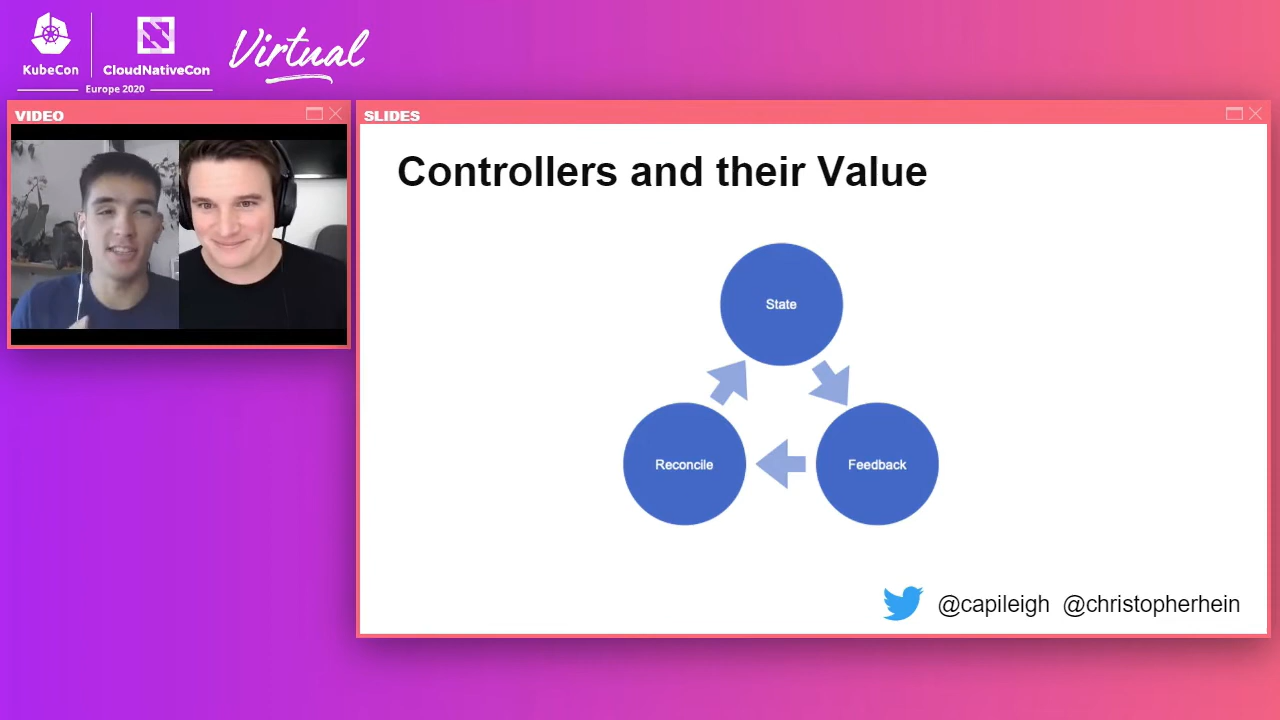 KubeCon
CloudNativeCon
Europe 2020
Virtual
VIDEO
SLIDES
Controllers and their Value
State
Reconcile
Feedback
@capileigh @christopherhein